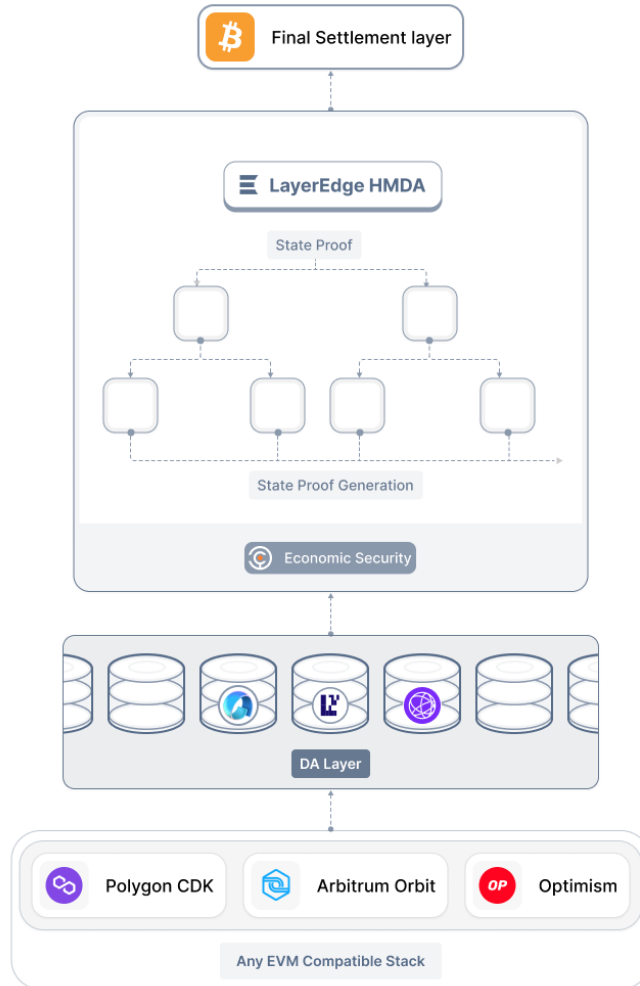 Final Settlement layer
LayerEdge HMDA
State Proof
State Proof Generation
Economic Security
DA Layer
Polygon CDK
Arbitrum Orbit
OP
Optimism
Any EVM Compatible Stack